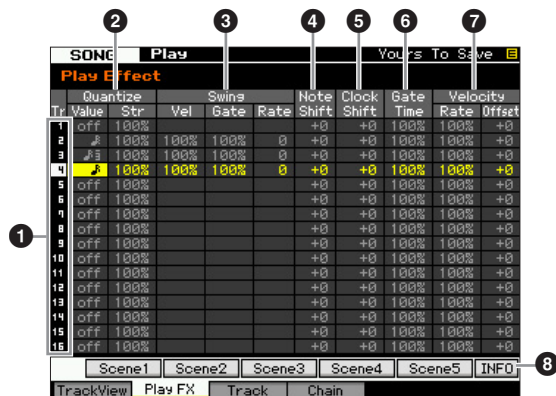 2 3 4 5 6 7
SONG Play Yours To Save E
Play Effect
Quantize Swing Note Clock Gate Velocity
Tr Value Str Vel Gate Rate Shift Shift Time Rate Offset
1 off 100% +0 +0 100% 100% +0
2 100% 100% 100% 0 +0 +0 100% 100% +0
3 100% 100% 100% 0 +0 +0 100% 100% +0
4 100% 100% 100% 0 +0 +0 100% 100% +0
5 off 100% +0 +0 100% 100% +0
6 off 100% +0 +0 100% 100% +0
7 off 100% +0 +0 100% 100% +0
8 off 100% +0 +0 100% 100% +0
1
9 off 100% +0 +0 100% 100% +0
10 off 100% +0 +0 100% 100% +0
11 off 100% +0 +0 100% 100% +0
12 off 100% +0 +0 100% 100% +0
13 off 100% +0 +0 100% 100% +0
14 off 100% +0 +0 100% 100% +0
15 off 100% +0 +0 100% 100% +0
16 off 100% +0 +0 100% 100% +0
Scene1 Scene2 Scene3 Scene4 Scene5 INFO 8
TrackView Play FX Track Chain